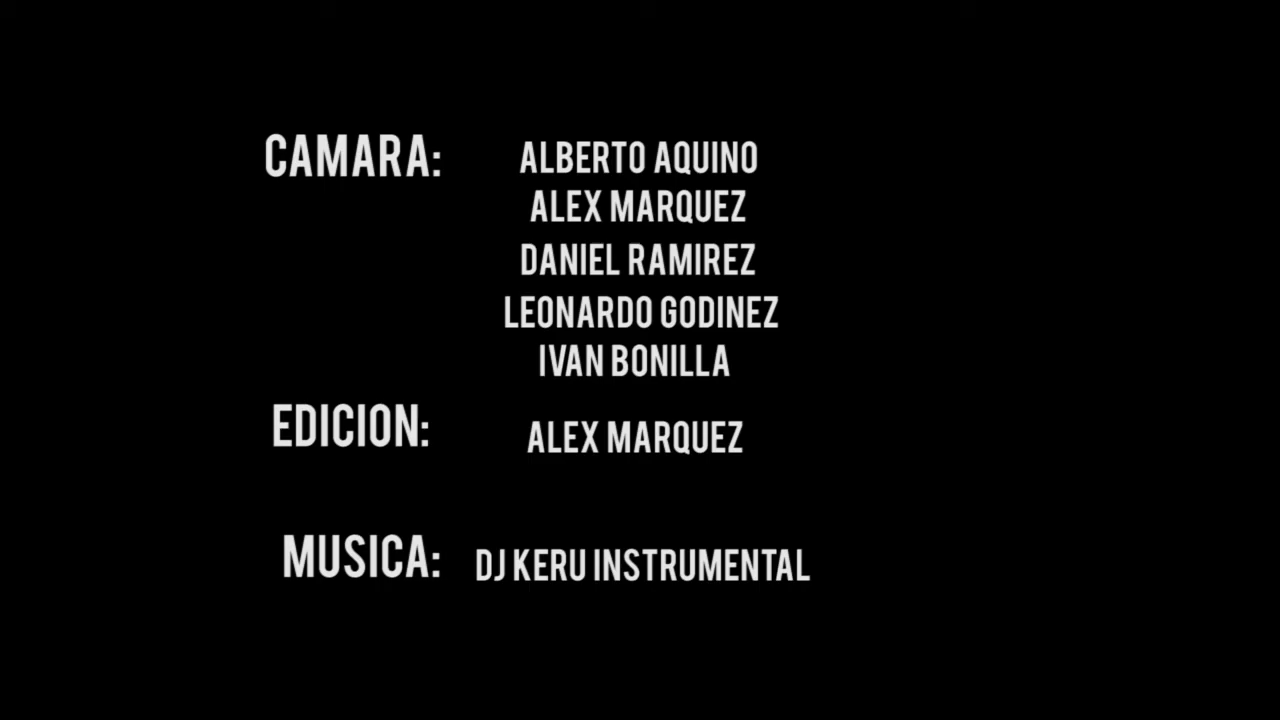 CAMARA: ALBERTO AQUINO
ALEX MARQUEZ
DANIEL RAMIREZ
LEONARDO GODINEZ
IVAN BONILLA
EDICION: ALEX MARQUEZ
MUSICA: DJ KERU INSTRUMENTAL